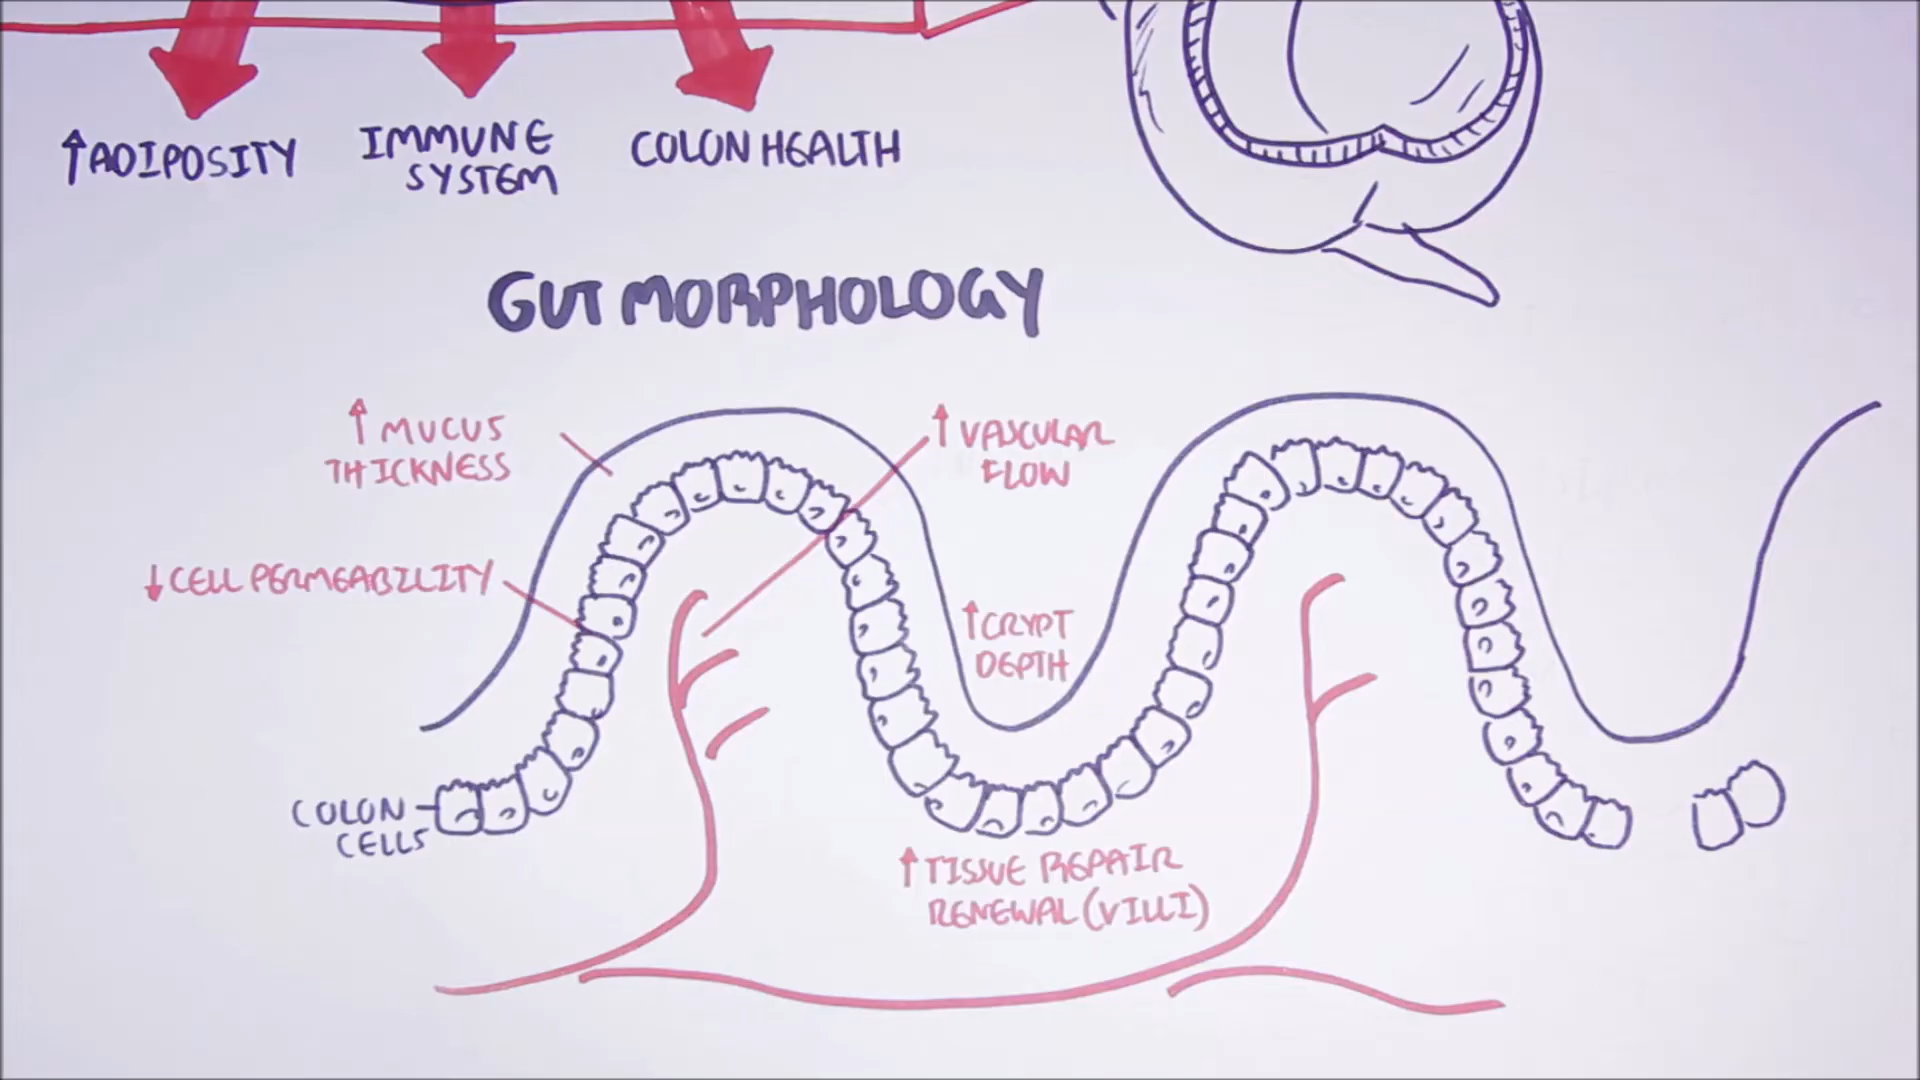 ↑ADIPOSITY
IMMUNE
SYSTEM
COLON HEALTH
GUT MORPHOLOGY
↑ MUCUS
THICKNESS
↑ VASCULAR
FLOW
↓ CELL PERMEABILITY
↑ CRYPT
DEPTH
COLON
CELLS
↑ TISSUE REPAIR
RENEWAL (VILLI)